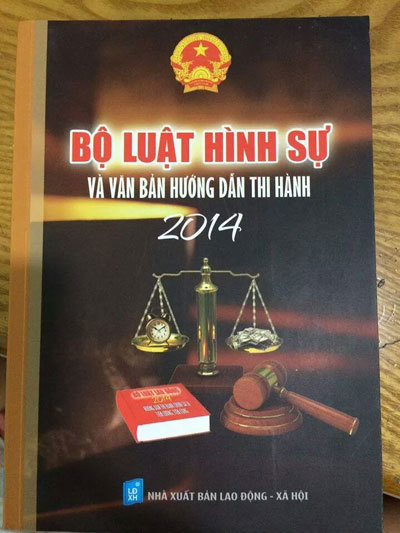 BỘ LUẬT HÌNH SỰ
VÀ VĂN BẢN HƯỚNG DẪN THI HÀNH
2014
2014
LĐ
XH
NHÀ XUẤT BẢN LAO ĐỘNG - XÃ HỘI